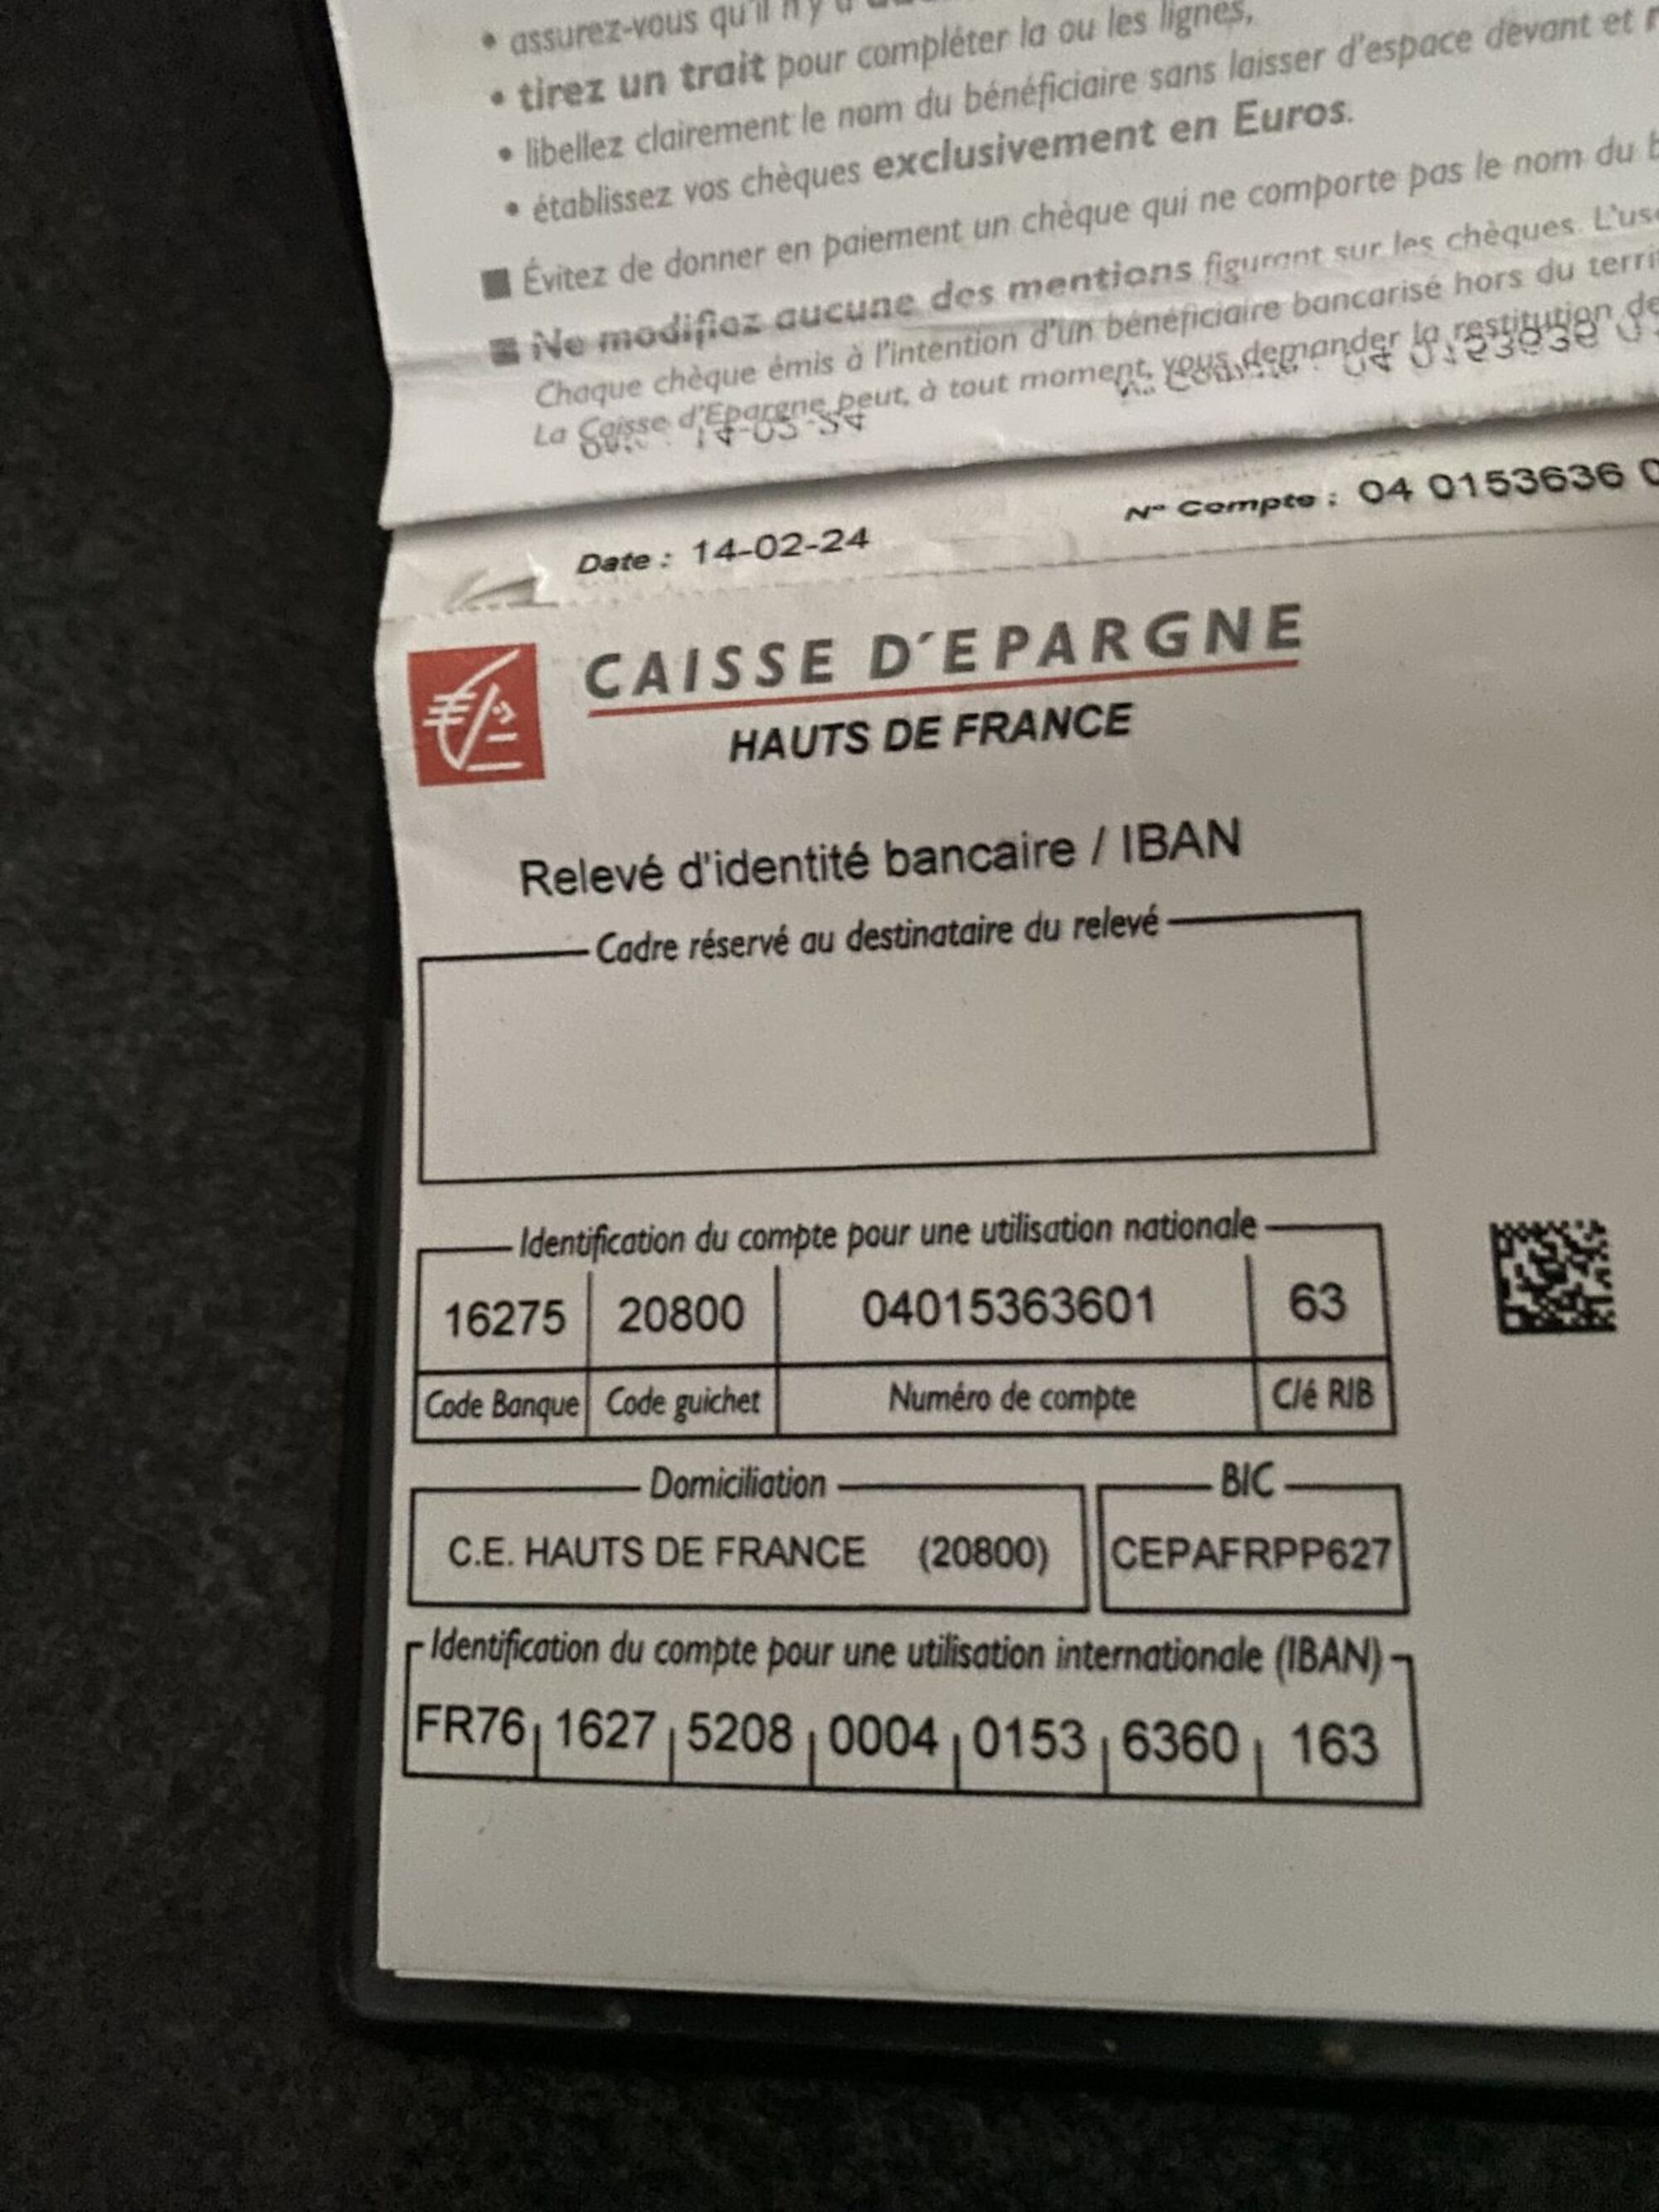 • assurez-vous qu'il n'y a
• tirez un trait pour compléter la ou les lignes,
• libellez clairement le nom du bénéficiaire sans laisser d'espace devant et
• établissez vos chèques exclusivement en Euros.
■ Évitez de donner en paiement un chèque qui ne comporte pas le nom du
■ Ne modifiez aucune des mentions figurant sur les chèques.
Chaque chèque émis à l'intention d'un bénéficiaire bancarisé hors du
La Caisse d'Epargne peut, à tout moment, vous demander la restitution de
Date : 14-02-24
N° Compte : 04 0153636 0
CAISSE D'EPARGNE
HAUTS DE FRANCE
Relevé d'identité bancaire / IBAN
Cadre réservé au destinataire du relevé
Identification du compte pour une utilisation nationale
16275 20800 04015363601 63
Code Banque Code guichet Numéro de compte Clé RIB
Domiciliation BIC
C.E. HAUTS DE FRANCE (20800) CEPAFRPP627
Identification du compte pour une utilisation internationale (IBAN)
FR76 1627 5208 0004 0153 6360 163